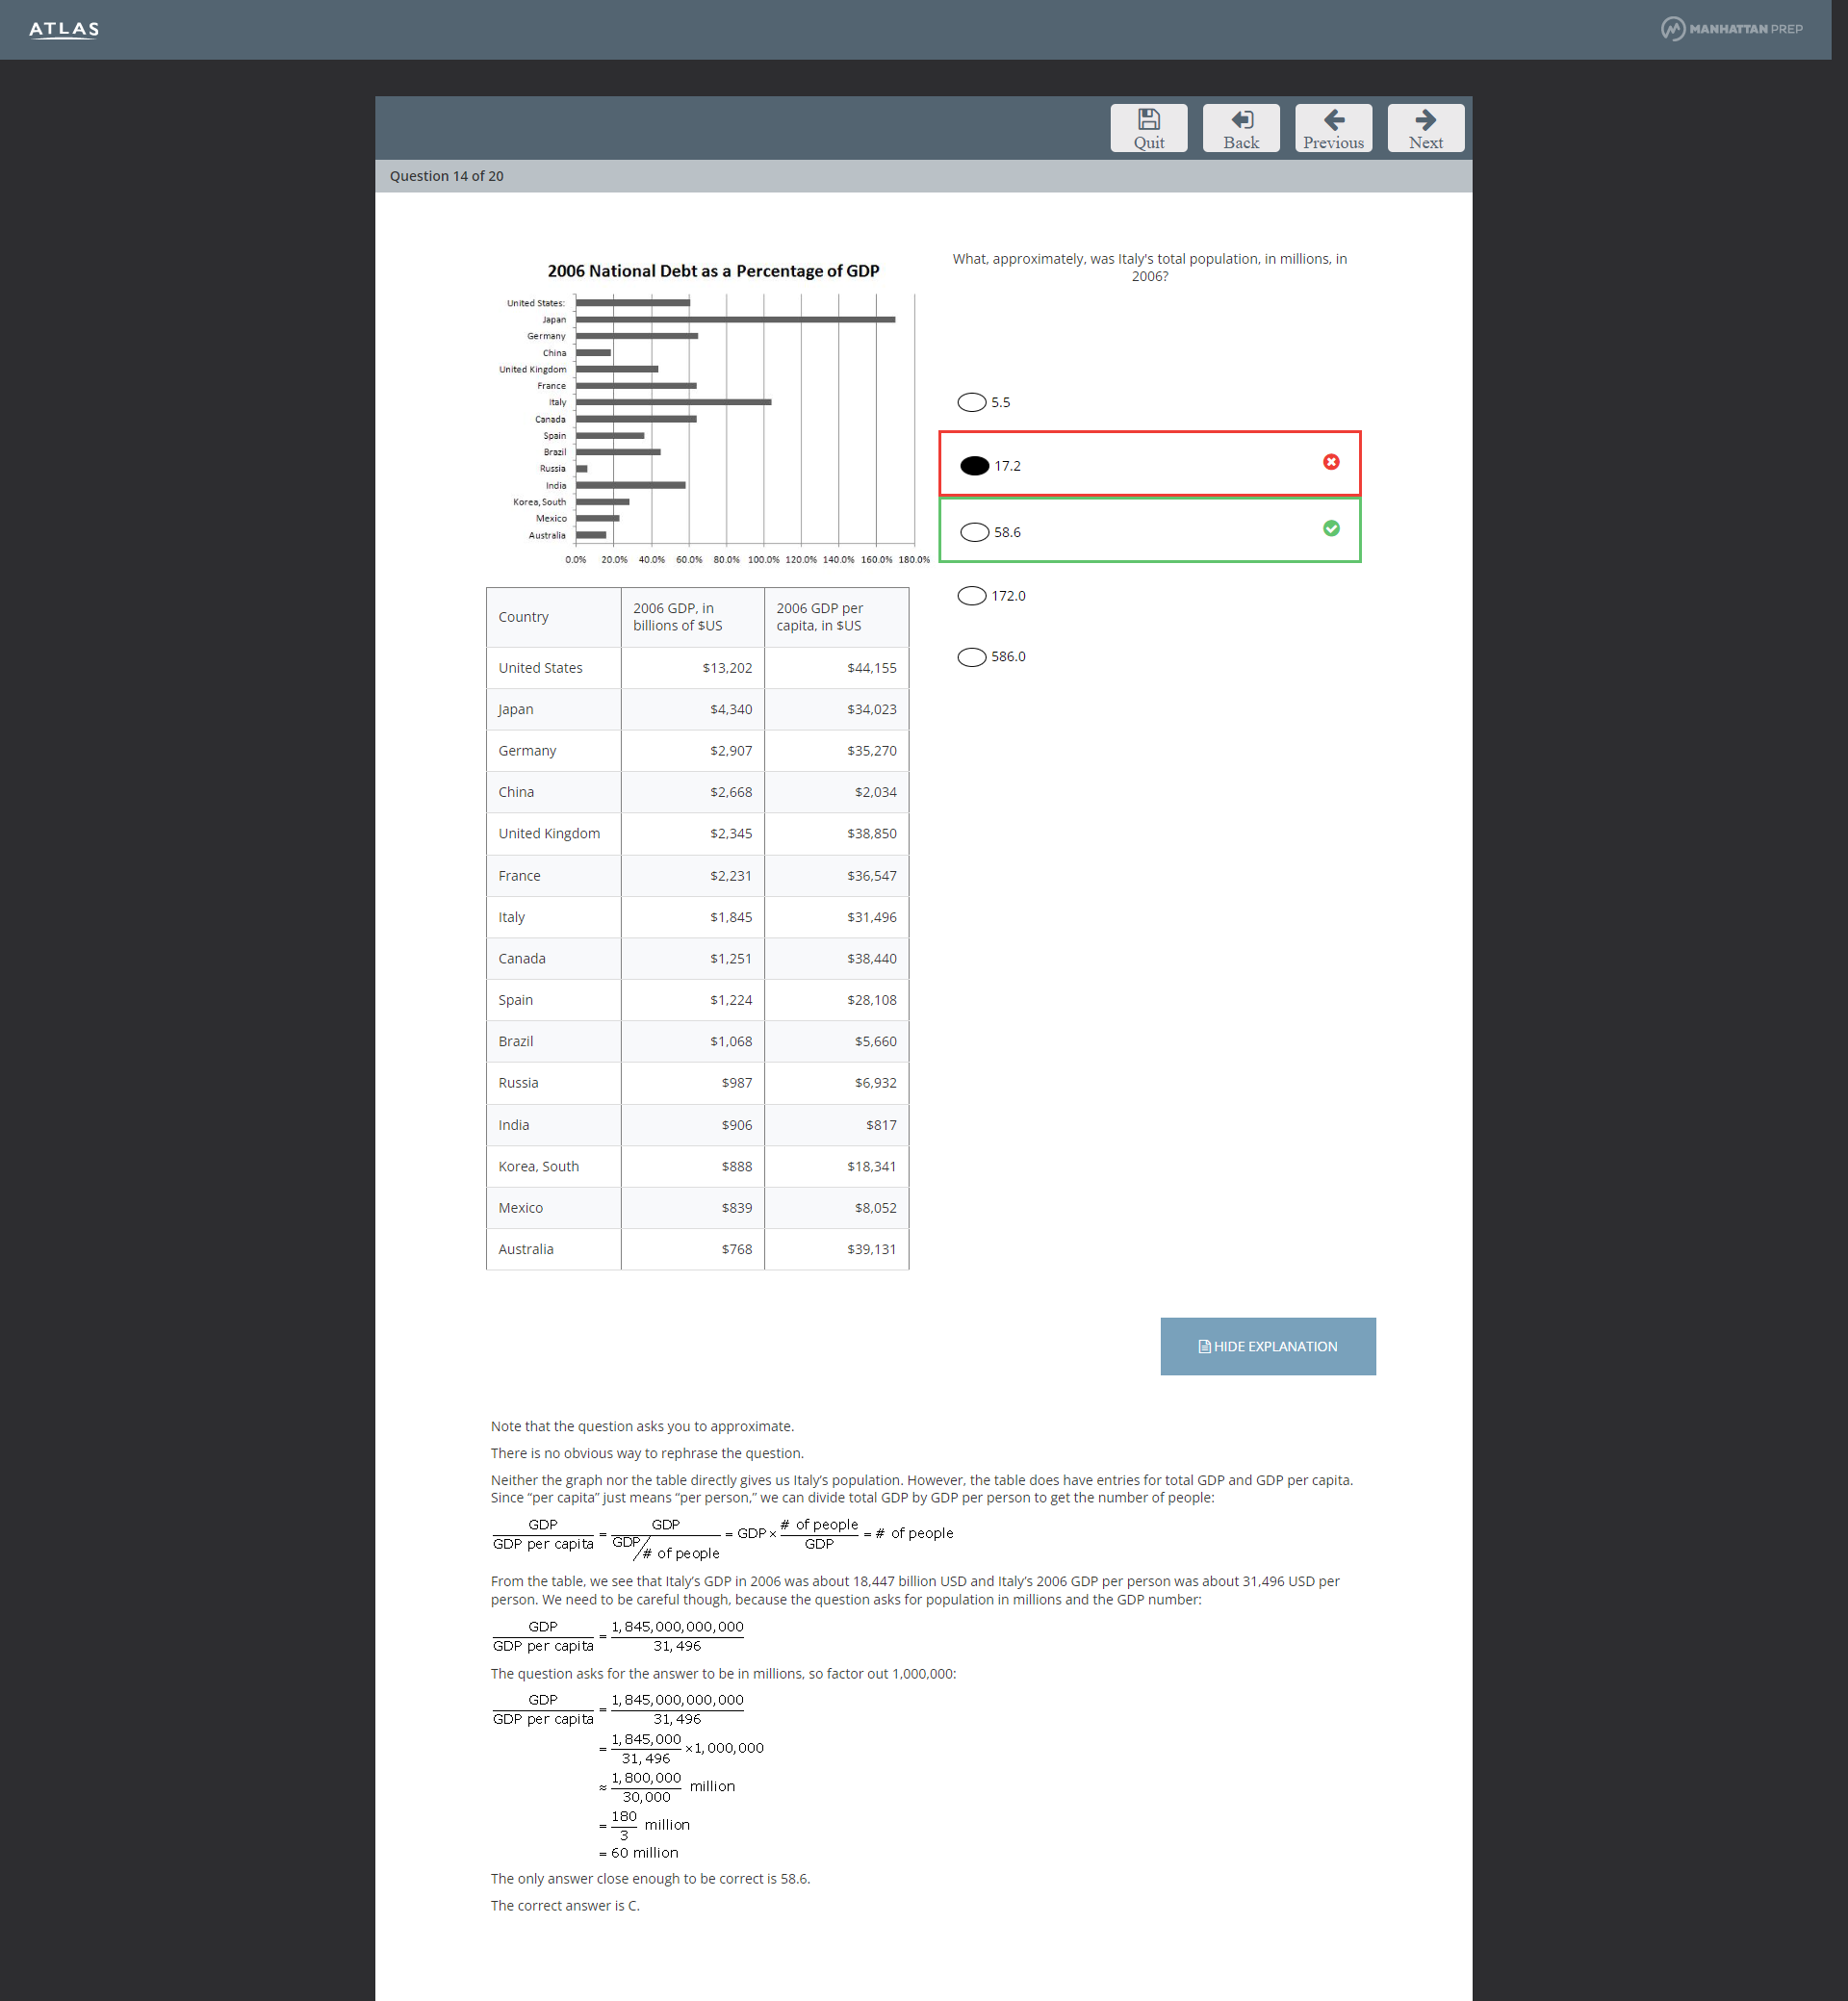 ATLAS
MANHATTAN PREP
Quit
Back
Previous
Next
Question 14 of 20
2006 National Debt as a Percentage of GDP
United States:
Japan
Germany
China
United Kingdom
France
Italy
Canada
Spain
Brazil
Russia
India
Korea, South
Mexico
Australia
0.0% 20.0% 40.0% 60.0% 80.0% 100.0% 120.0% 140.0% 160.0% 180.0%
Country 2006 GDP, in billions of $US 2006 GDP per capita, in $US
United States $13,202 $44,155
Japan $4,340 $34,023
Germany $2,907 $35,270
China $2,668 $2,034
United Kingdom $2,345 $38,850
France $2,231 $36,547
Italy $1,845 $31,496
Canada $1,251 $38,440
Spain $1,224 $28,108
Brazil $1,068 $5,660
Russia $987 $6,932
India $906 $817
Korea, South $888 $18,341
Mexico $839 $8,052
Australia $768 $39,131
What, approximately, was Italy's total population, in millions, in
2006?
5.5
17.2
58.6
172.0
586.0
HIDE EXPLANATION
Note that the question asks you to approximate.
There is no obvious way to rephrase the question.
Neither the graph nor the table directly gives us Italy's population. However, the table does have entries for total GDP and GDP per capita.
Since “per capita” just means “per person,” we can divide total GDP by GDP per person to get the number of people:
GDP / GDP per capita = GDP / (GDP / # of people) = GDP × # of people / GDP = # of people
From the table, we see that Italy's GDP in 2006 was about 18,447 billion USD and Italy's 2006 GDP per person was about 31,496 USD per
person. We need to be careful though, because the question asks for population in millions and the GDP number:
GDP / GDP per capita = 1,845,000,000,000 / 31,496
The question asks for the answer to be in millions, so factor out 1,000,000:
GDP / GDP per capita = 1,845,000,000,000 / 31,496
= 1,845,000 / 31,496 ×1,000,000
≈ 1,800,000 / 30,000 million
= 180 / 3 million
= 60 million
The only answer close enough to be correct is 58.6.
The correct answer is C.